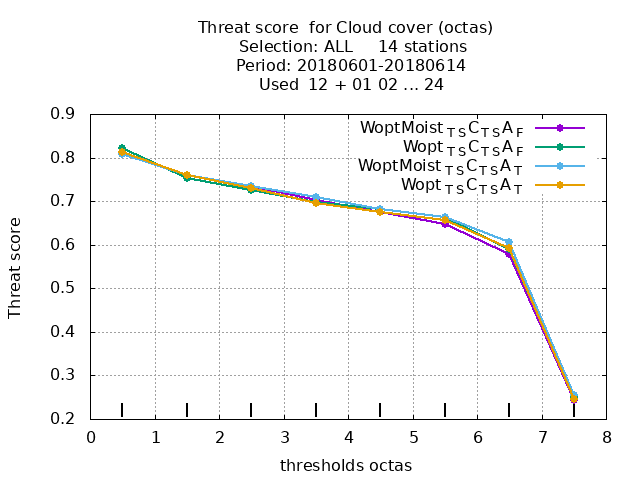 Threat score  for Cloud cover (octas)
Selection: ALL     14 stations
Period: 20180601-20180614
Used  12 + 01 02 ... 24
WoptMoist TS C TS A F
Wopt TS C TS A F
WoptMoist TS C TS A T
Wopt TS C TS A T
0.9
0.8
0.7
0.6
0.5
0.4
0.3
0.2
Threat score
0 1 2 3 4 5 6 7 8
thresholds octas